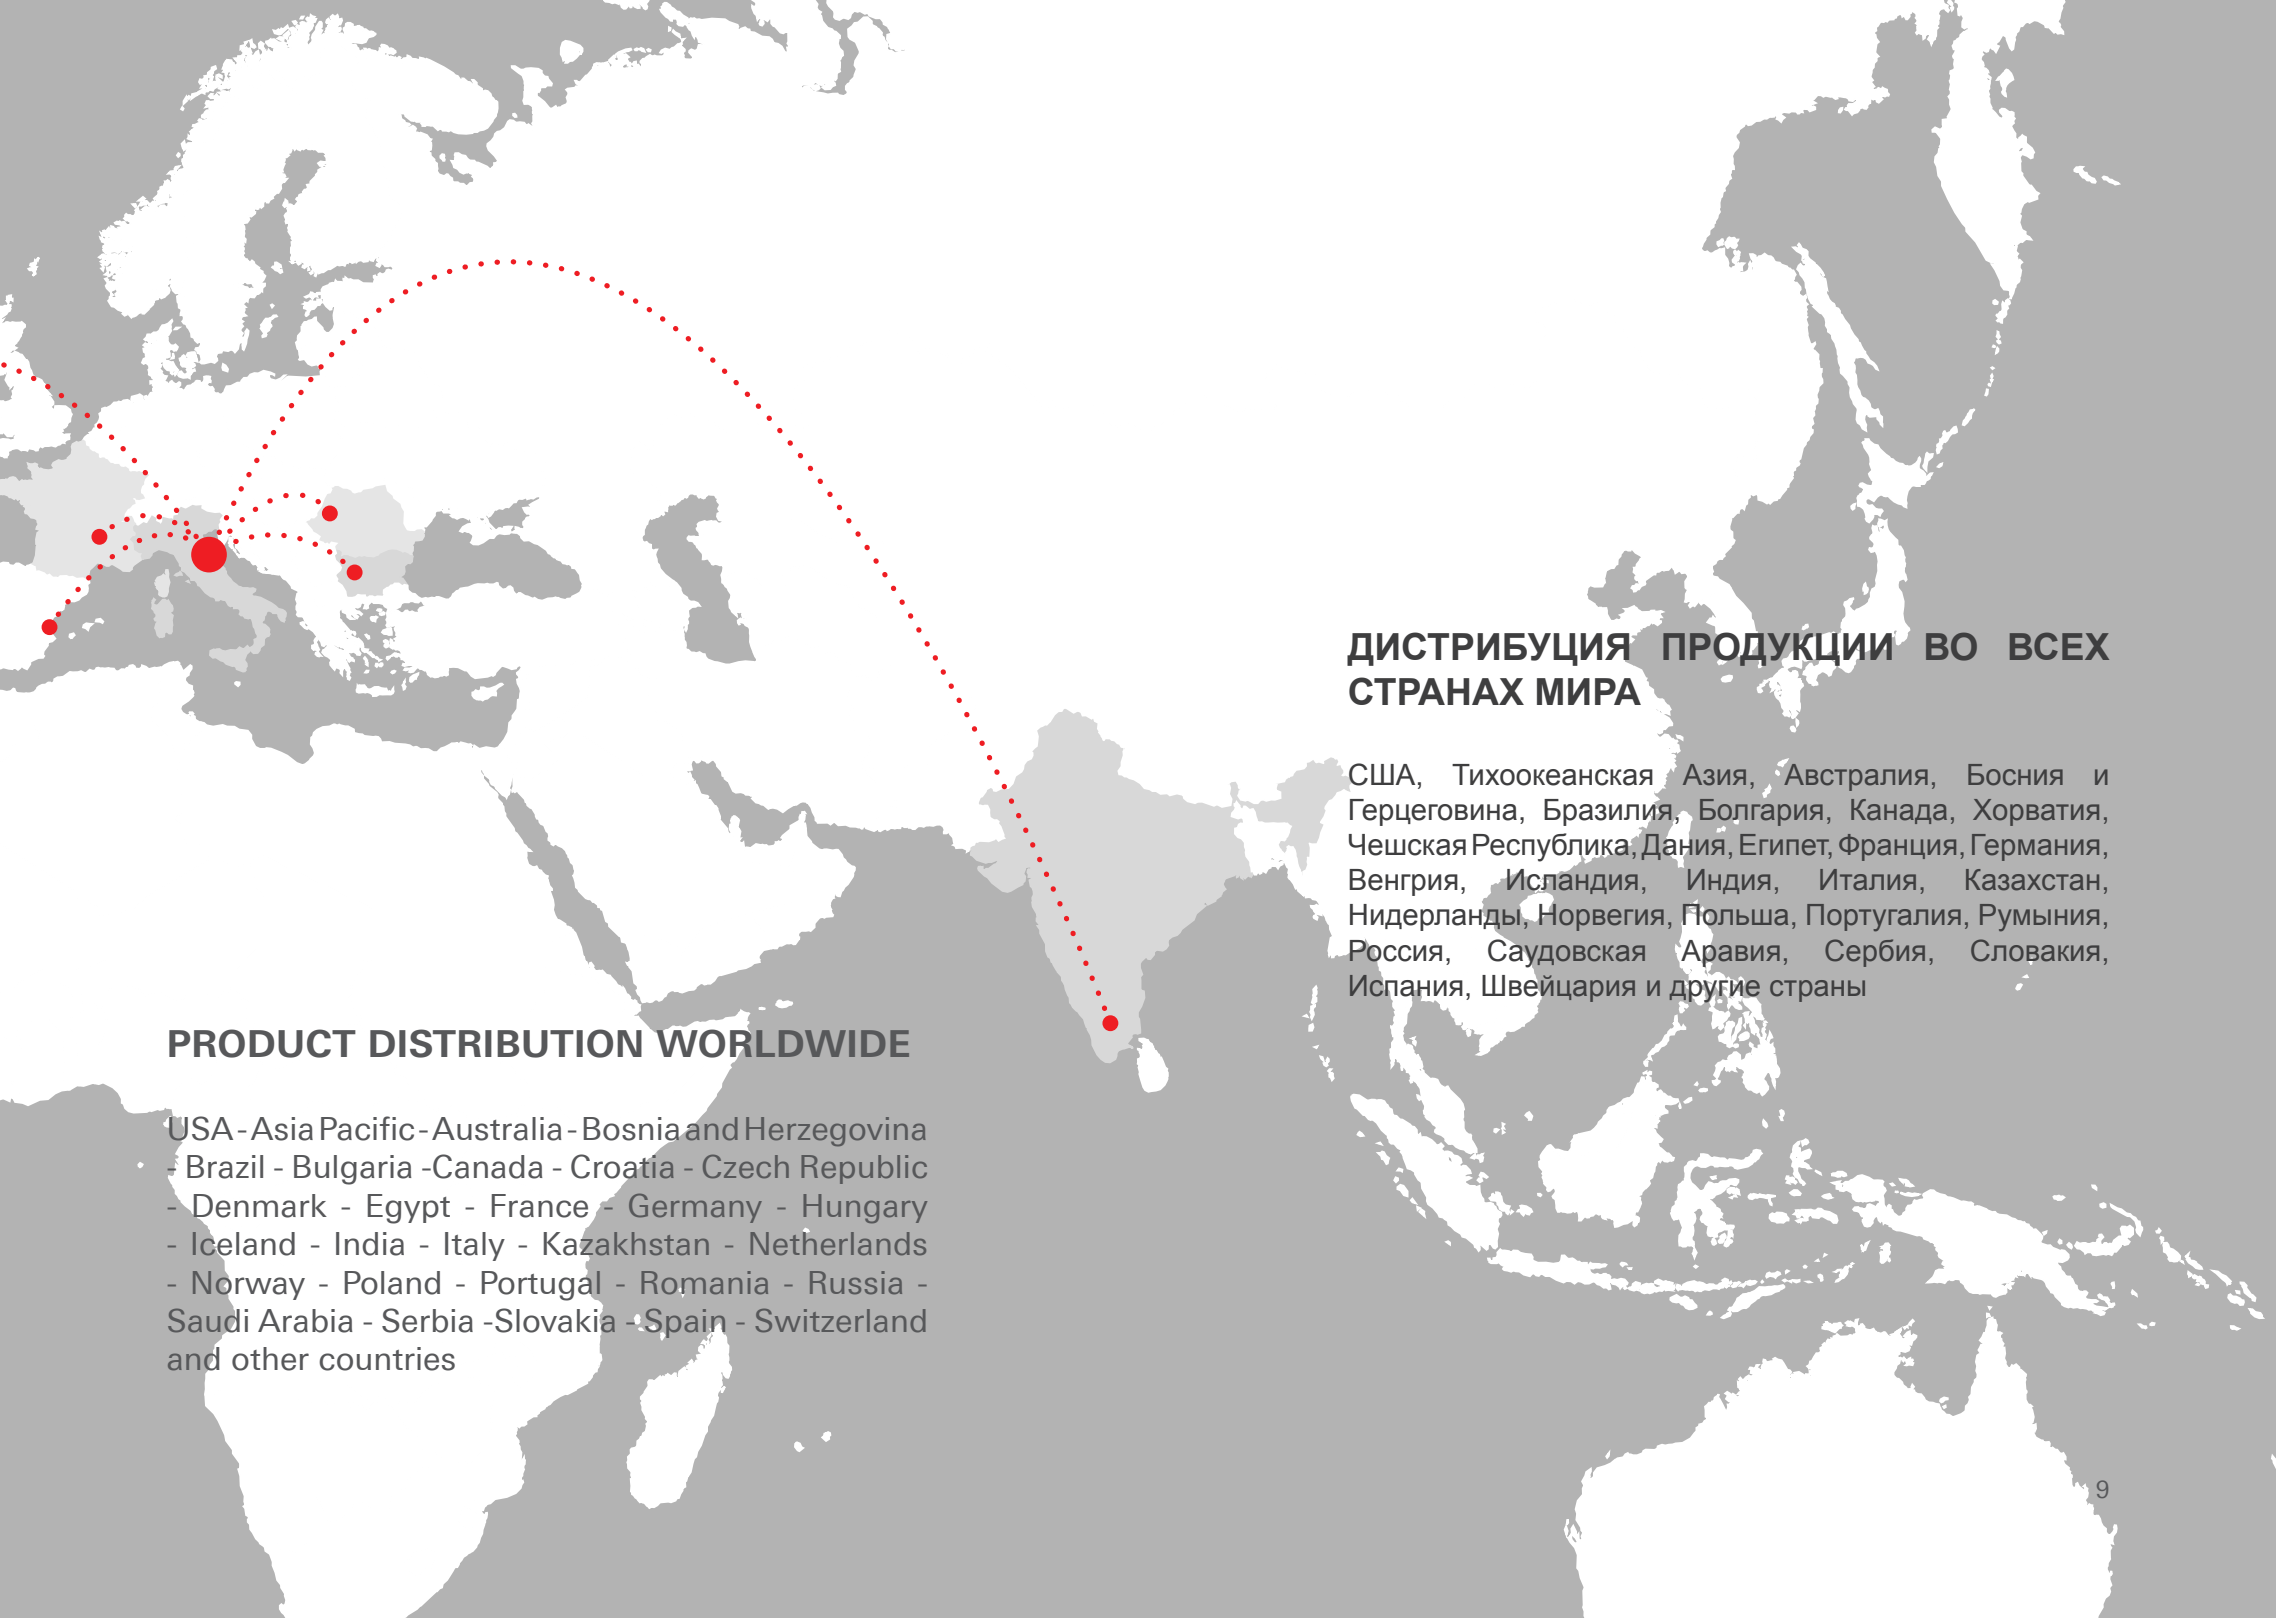 ДИСТРИБУЦИЯ ПРОДУКЦИИ ВО ВСЕХ
СТРАНАХ МИРА
США, Тихоокеанская Азия, Австралия, Босния и
Герцеговина, Бразилия, Болгария, Канада, Хорватия,
Чешская Республика, Дания, Египет, Франция, Германия,
Венгрия, Исландия, Индия, Италия, Казахстан,
Нидерланды, Норвегия, Польша, Португалия, Румыния,
Россия, Саудовская Аравия, Сербия, Словакия,
Испания, Швейцария и другие страны
PRODUCT DISTRIBUTION WORLDWIDE
USA - Asia Pacific - Australia - Bosnia and Herzegovina
- Brazil - Bulgaria -Canada - Croatia - Czech Republic
- Denmark - Egypt - France - Germany - Hungary
- Iceland - India - Italy - Kazakhstan - Netherlands
- Norway - Poland - Portugal - Romania - Russia -
Saudi Arabia - Serbia -Slovakia - Spain - Switzerland
and other countries
9